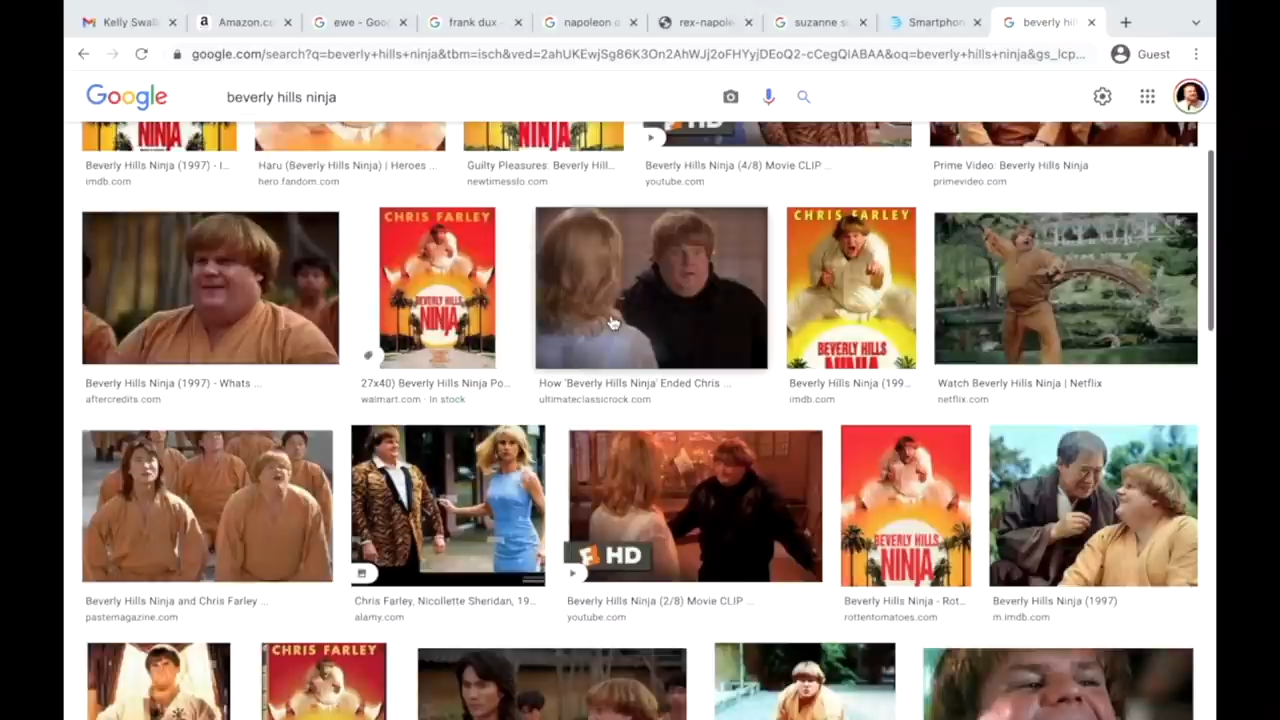 Kelly Swal
Amazon.c
ewe - Goo
frank dux -
napoleon d
rex-napole
suzanne s
Smartphon
beverly hil
google.com/search?q=beverly+hills+ninja&tbm=isch&ved=2ahUKEwjSg86K3On2AhWJj2oFHYyjDEoQ2-cCegQIABAA&oq=beverly+hills+ninja&gs_lcp...
Guest
Google
beverly hills ninja
NINJA
NINJA
HD
NINJA
Beverly Hills Ninja (1997) - I...
imdb.com
Haru (Beverly Hills Ninja) | Heroes ...
hero.fandom.com
Guilty Pleasures: Beverly Hill...
newtimesslo.com
Beverly Hills Ninja (4/8) Movie CLIP ...
youtube.com
Prime Video: Beverly Hills Ninja
primevideo.com
CHRIS FARLEY
BEVERLY HILLS
NINJA
CHRIS FARLEY
BEVERLY HILLS
Beverly Hills Ninja (1997) - Whats ...
aftercredits.com
27x40) Beverly Hills Ninja Po...
walmart.com · In stock
How 'Beverly Hills Ninja' Ended Chris ...
ultimateclassicrock.com
Beverly Hills Ninja (199...
imdb.com
Watch Beverly Hills Ninja | Netflix
netflix.com
HD
BEVERLY HILLS
NINJA
Beverly Hills Ninja and Chris Farley ...
pastemagazine.com
Chris Farley, Nicollette Sheridan, 19...
alamy.com
Beverly Hills Ninja (2/8) Movie CLIP ...
youtube.com
Beverly Hills Ninja - Rot...
rottentomatoes.com
Beverly Hills Ninja (1997)
m.imdb.com
CHRIS FARLEY